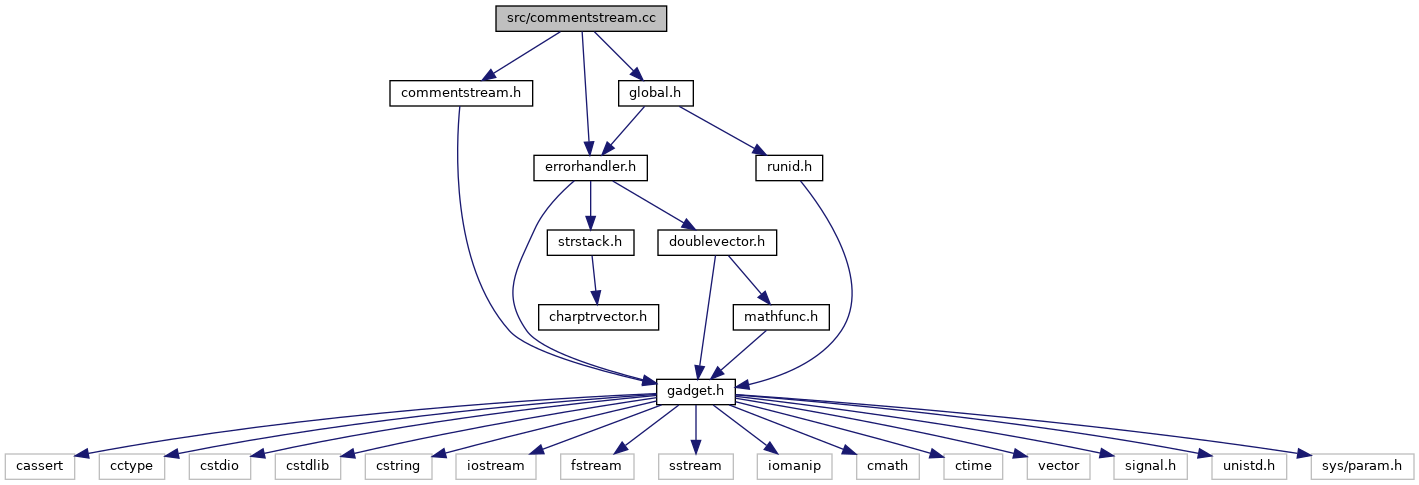 src/commentstream.cc
commentstream.h
global.h
errorhandler.h
runid.h
strstack.h
doublevector.h
charptrvector.h
mathfunc.h
gadget.h
cassert
cctype
cstdio
cstdlib
cstring
iostream
fstream
sstream
iomanip
cmath
ctime
vector
signal.h
unistd.h
sys/param.h